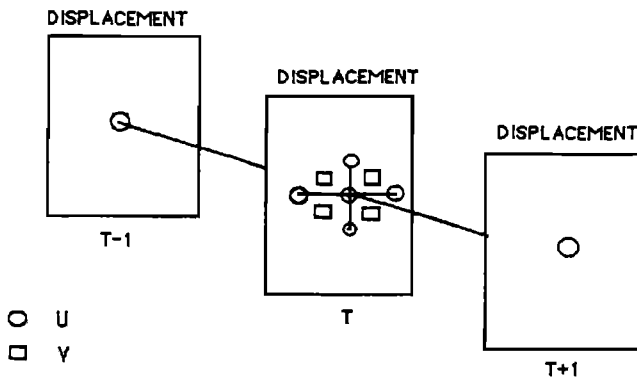 DISPLACEMENT
DISPLACEMENT
DISPLACEMENT
T-1
T
T+1
U
V